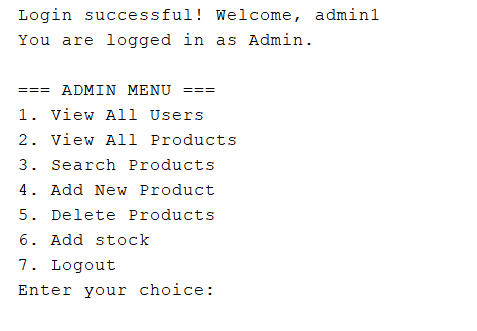 Login successful! Welcome, admin1
You are logged in as Admin.
=== ADMIN MENU ===
1. View All Users
2. View All Products
3. Search Products
4. Add New Product
5. Delete Products
6. Add stock
7. Logout
Enter your choice: